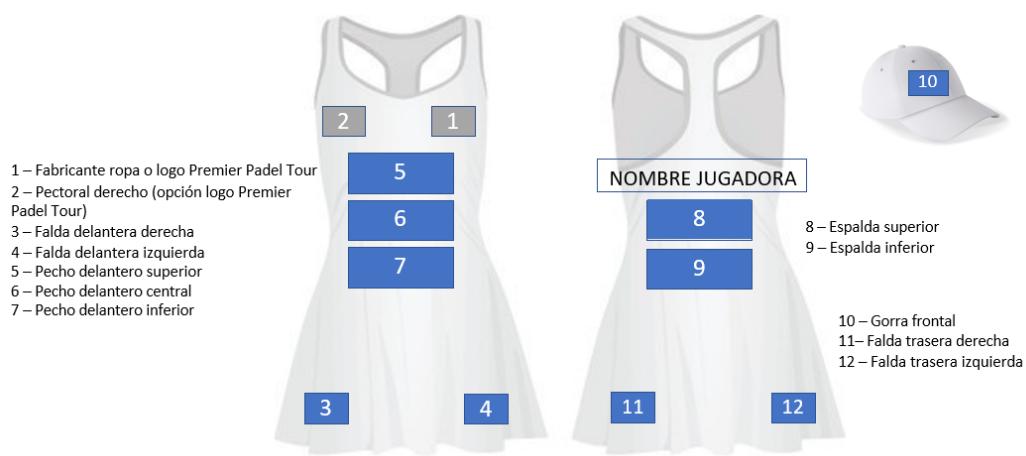 1 – Fabricante ropa o logo Premier Padel Tour
2 – Pectoral derecho (opción logo Premier
Padel Tour)
3 – Falda delantera derecha
4 – Falda delantera izquierda
5 – Pecho delantero superior
6 – Pecho delantero central
7 – Pecho delantero inferior
2
1
5
6
7
3
4
NOMBRE JUGADORA
8
9
11
12
10
8 – Espalda superior
9 – Espalda inferior
10 – Gorra frontal
11– Falda trasera derecha
12 – Falda trasera izquierda